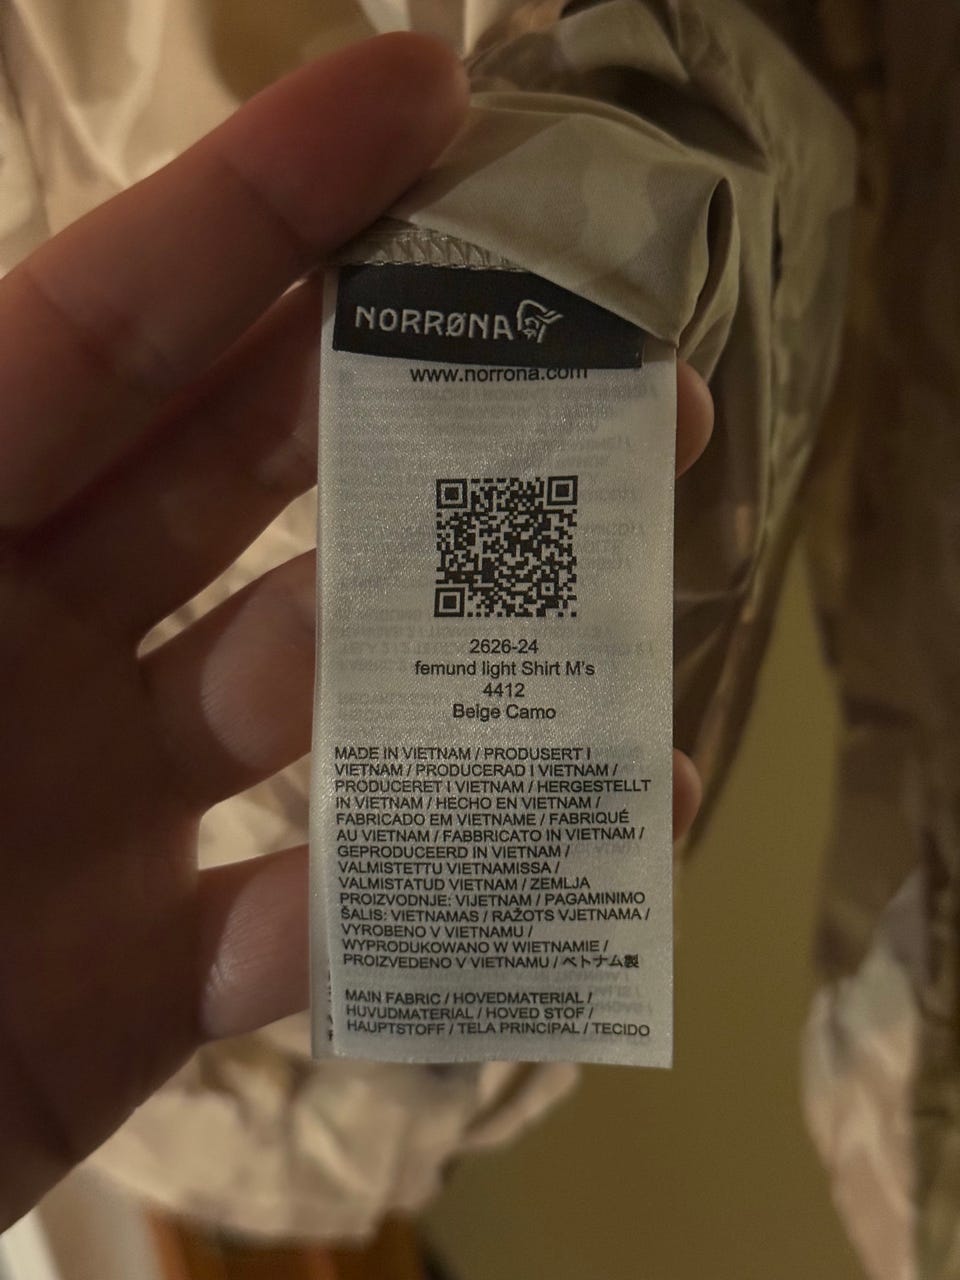 NORRØNA
www.norrona.com
2626-24
femund light Shirt M's
4412
Beige Camo
MADE IN VIETNAM / PRODUSERT I
VIETNAM / PRODUCERAD I VIETNAM /
PRODUCERET I VIETNAM / HERGESTELLT
IN VIETNAM / HECHO EN VIETNAM /
FABRICADO EM VIETNAME / FABRIQUÉ
AU VIETNAM / FABBRICATO IN VIETNAM /
GEPRODUCEERD IN VIETNAM /
VALMISTETTU VIETNAMISSA /
VALMISTATUD VIETNAM / ZEMLJA
PROIZVODNJE: VIJETNAM / PAGAMINIMO
ŠALIS: VIETNAMAS / RAŽOTS VJETNAMA /
VYROBENO V VIETNAMU /
WYPRODUKOWANO W WIETNAMIE /
PROIZVEDENO V VIETNAMU / ベトナム製
MAIN FABRIC / HOVEDMATERIAL /
HUVUDMATERIAL / HOVED STOF /
HAUPTSTOFF / TELA PRINCIPAL / TECIDO